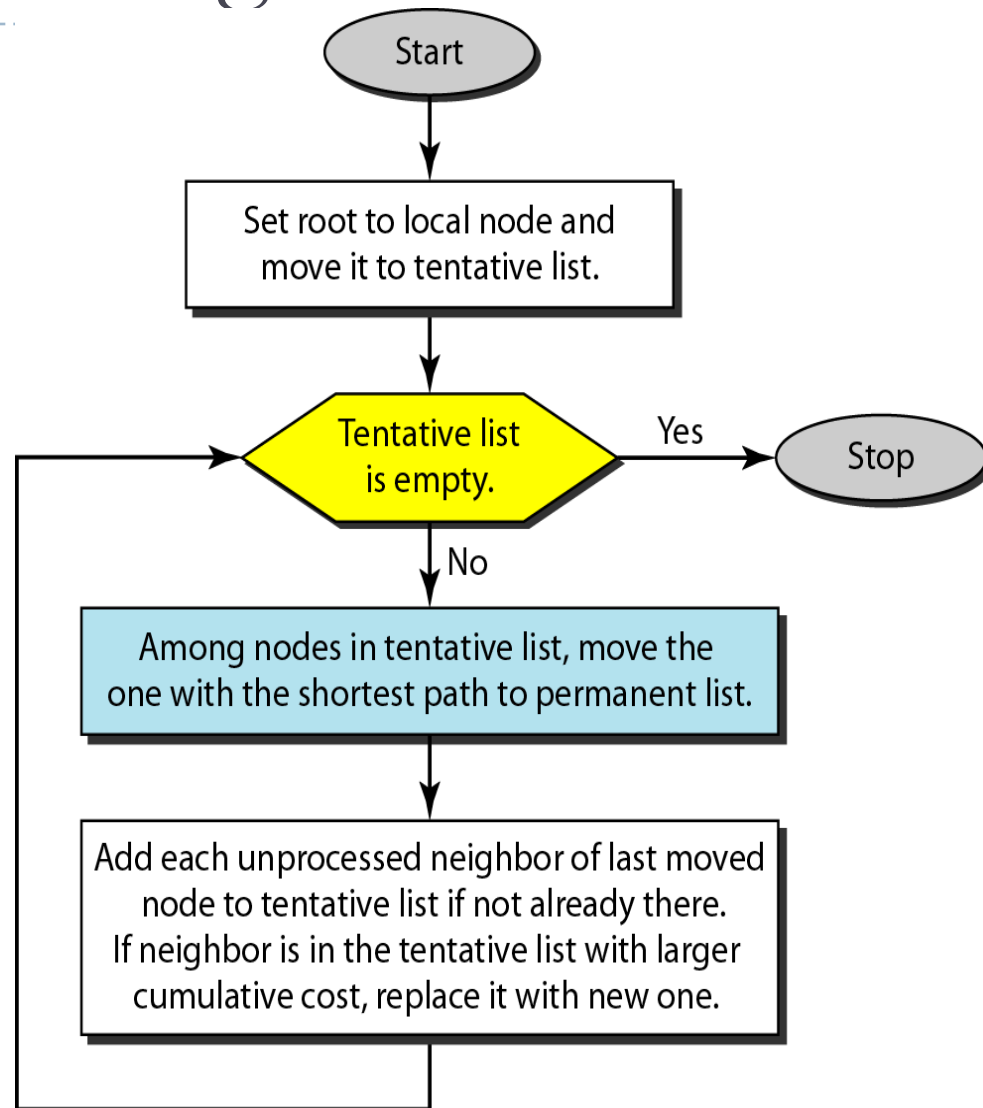 Start
Set root to local node and
move it to tentative list.
Tentative list
is empty.
Yes
Stop
No
Among nodes in tentative list, move the
one with the shortest path to permanent list.
Add each unprocessed neighbor of last moved
node to tentative list if not already there.
If neighbor is in the tentative list with larger
cumulative cost, replace it with new one.